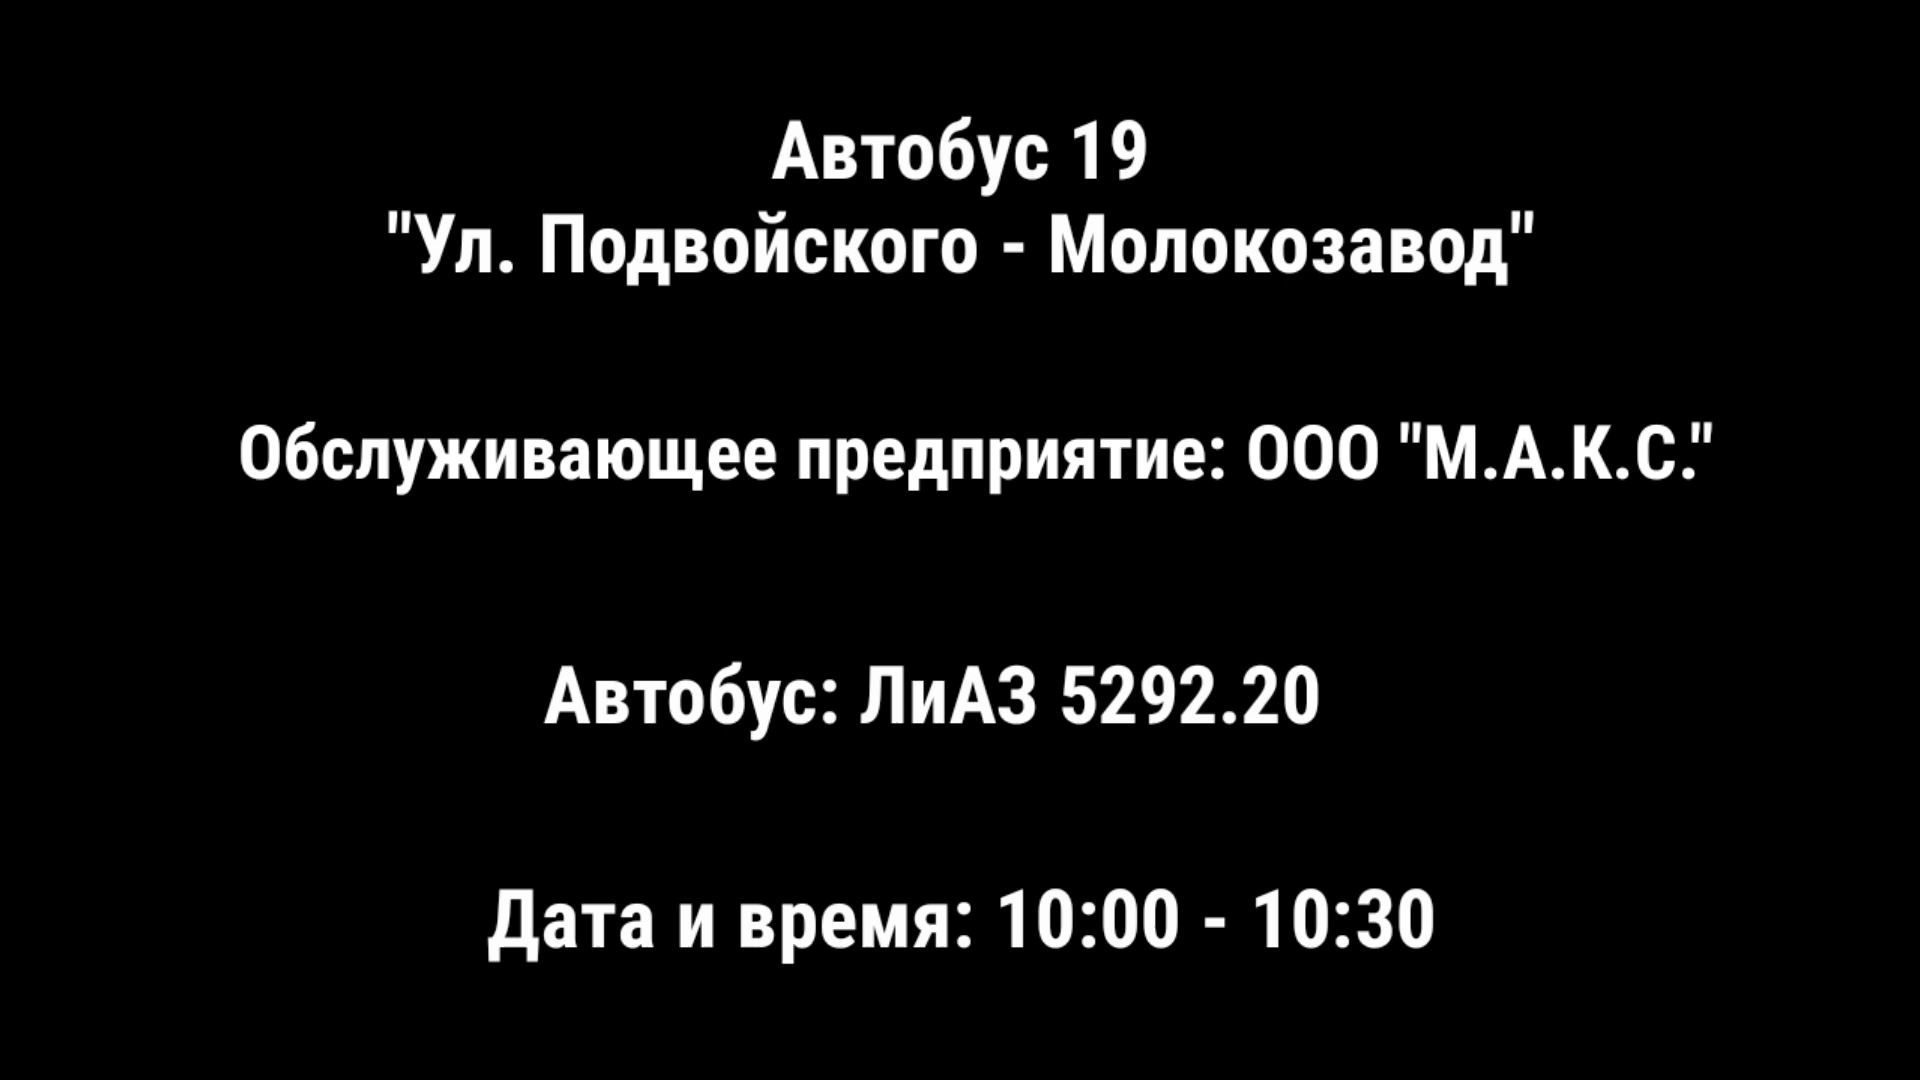 Автобус 19
"Ул. Подвойского - Молокозавод"
Обслуживающее предприятие: ООО "М.А.К.С."
Автобус: ЛиАЗ 5292.20
Дата и время: 10:00 - 10:30